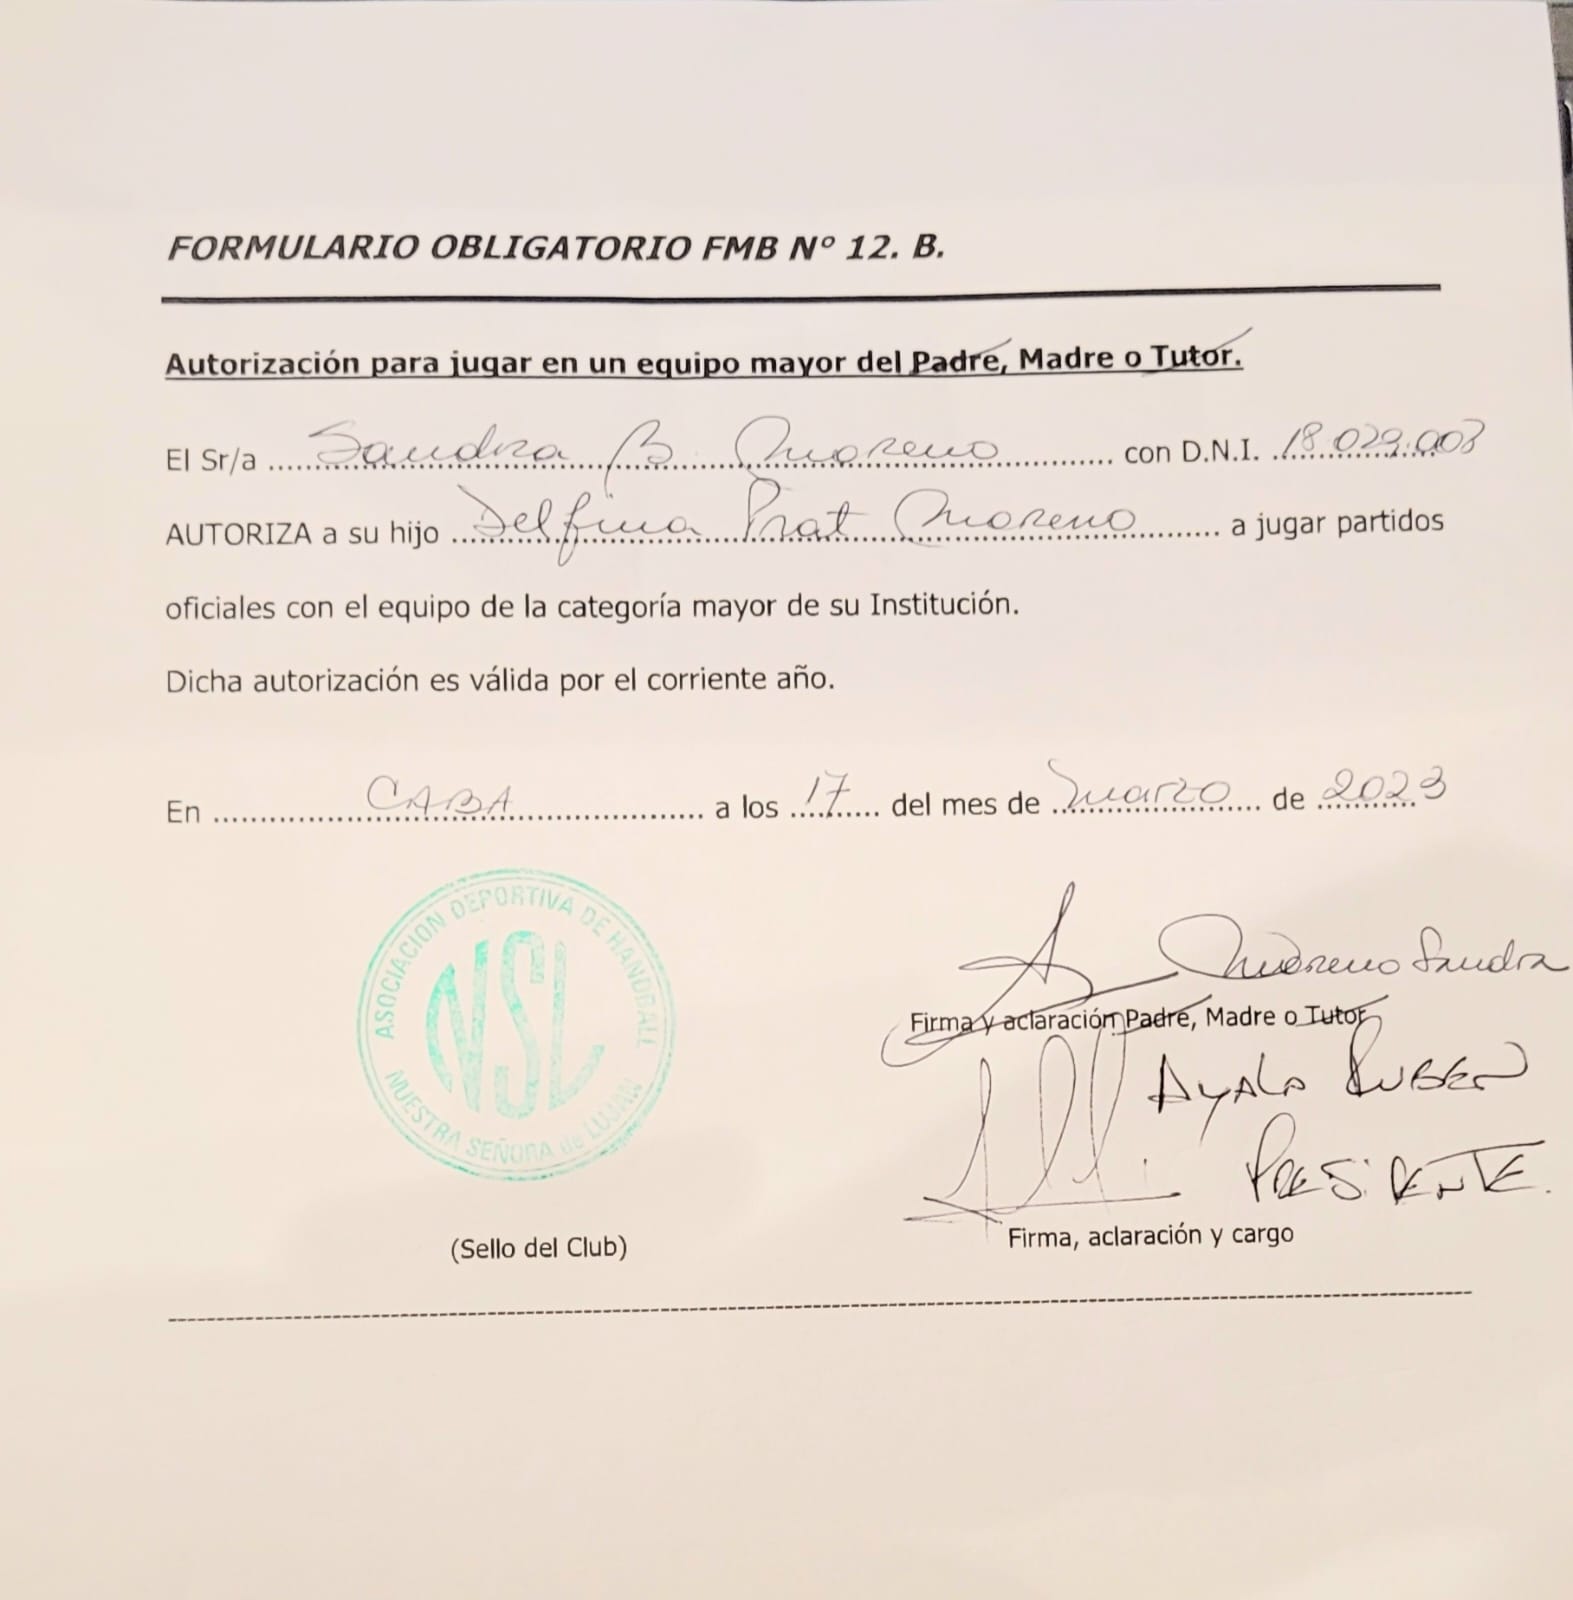 FORMULARIO OBLIGATORIO FMB Nº 12. B.
Autorización para jugar en un equipo mayor del Padre, Madre o Tutor.
El Sr/a Sandra B. Moreno con D.N.I. 18.029.003
AUTORIZA a su hijo Delfina Prat Moreno a jugar partidos
oficiales con el equipo de la categoría mayor de su Institución.
Dicha autorización es válida por el corriente año.
En CABA a los 17 del mes de marzo de 2023
ASOCIACION DEPORTIVA DE HANDBALL
NSL
NUESTRA SEÑORA de LUJAN
(Sello del Club)
Moreno Sandra
Firma y aclaración Padre, Madre o Tutor
AYALA RUBEN
PRESIDENTE.
Firma, aclaración y cargo